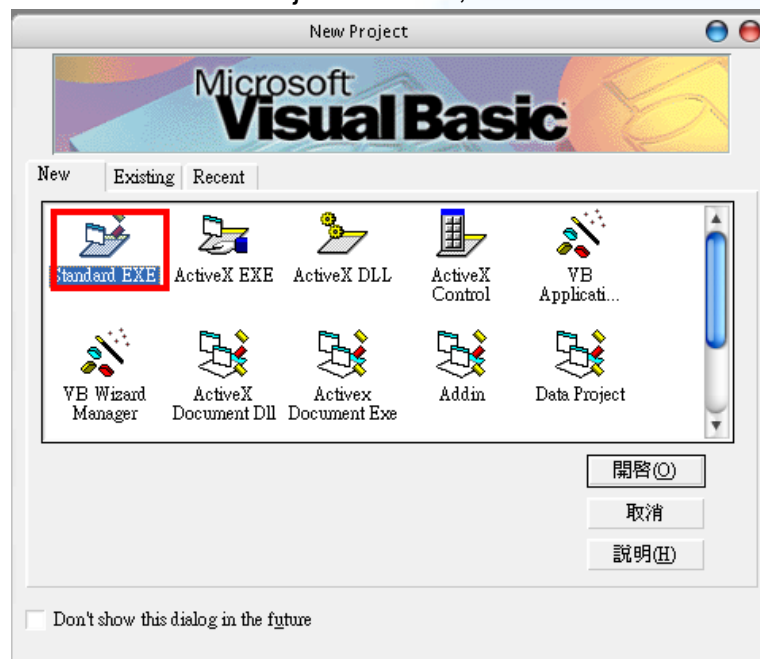 New Project
Microsoft
Visual Basic
New Existing Recent
Standard EXE ActiveX EXE ActiveX DLL ActiveX Control VB Applicati...
VB Wizard Manager ActiveX Document Dll Activex Document Exe Addin Data Project
開啓(O)
取消
說明(H)
Don't show this dialog in the future